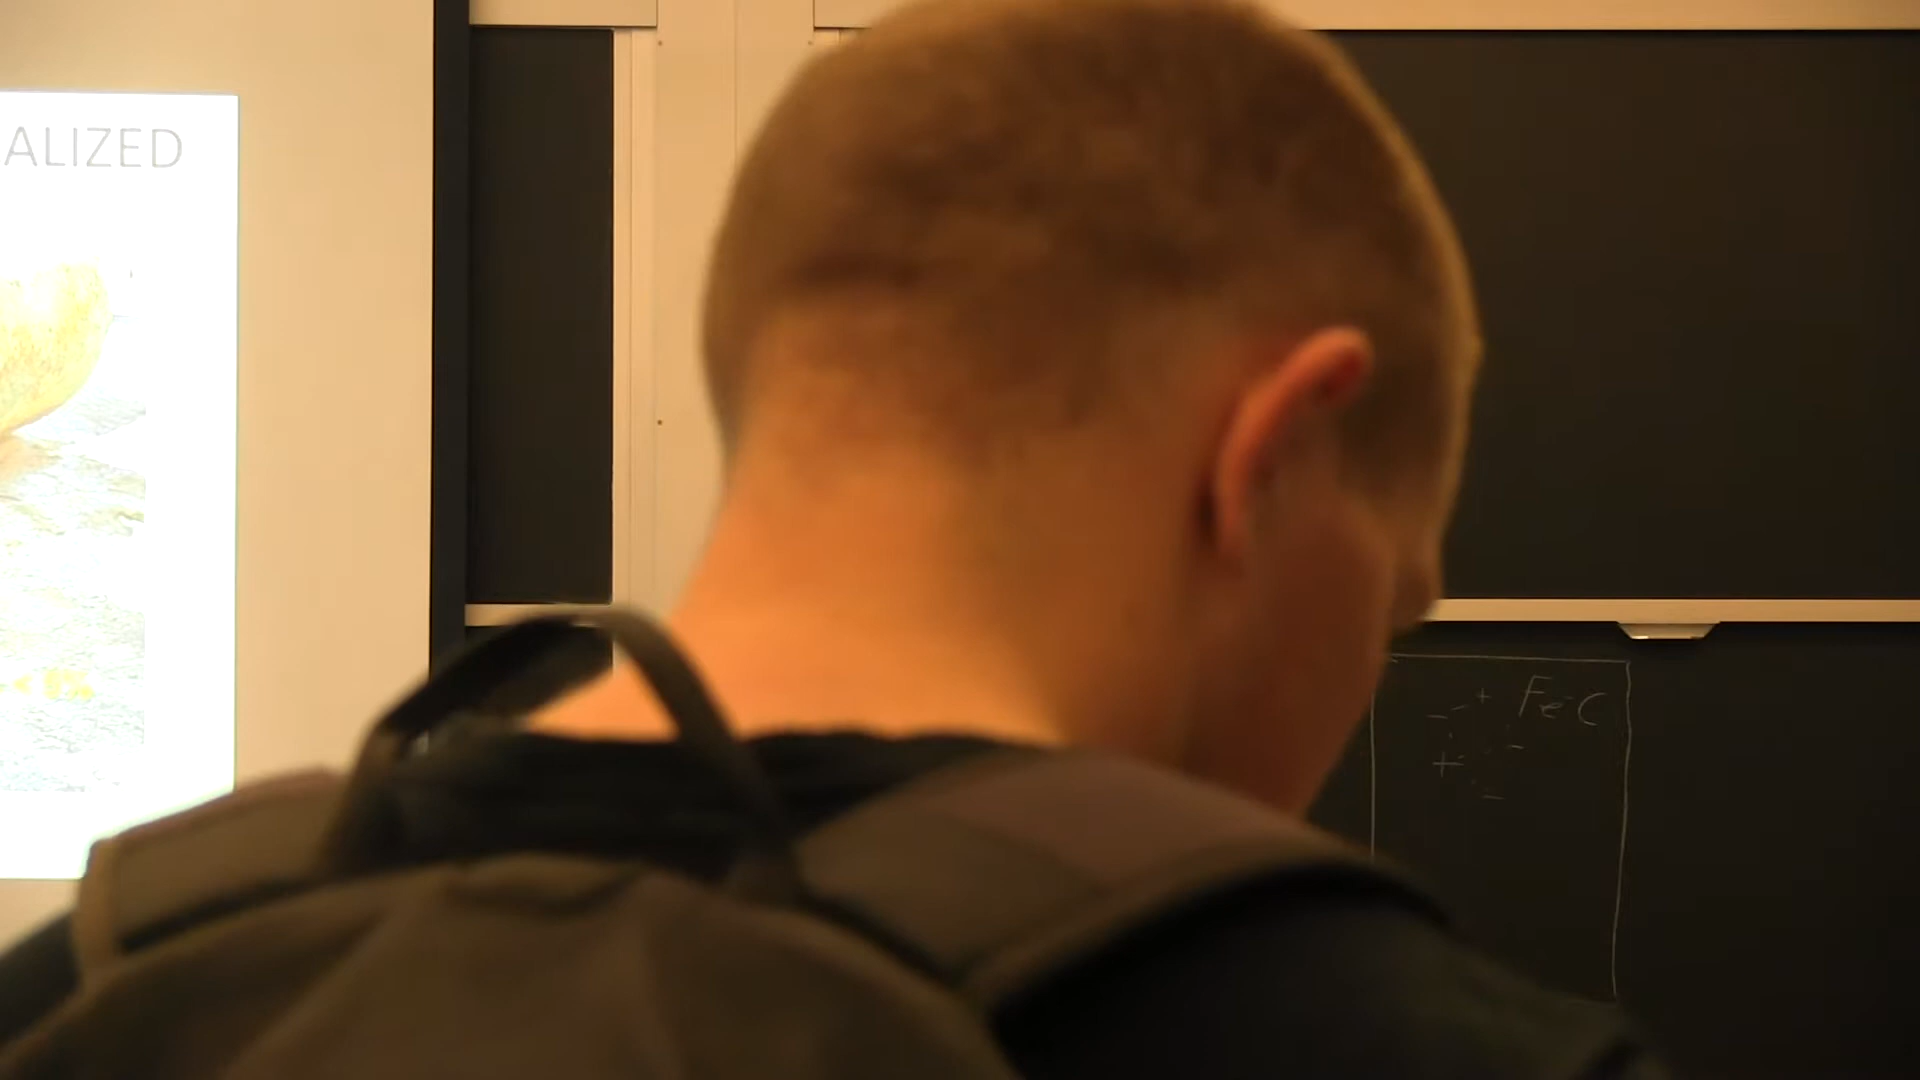 ALIZED
+ FeC
-
+ -
-